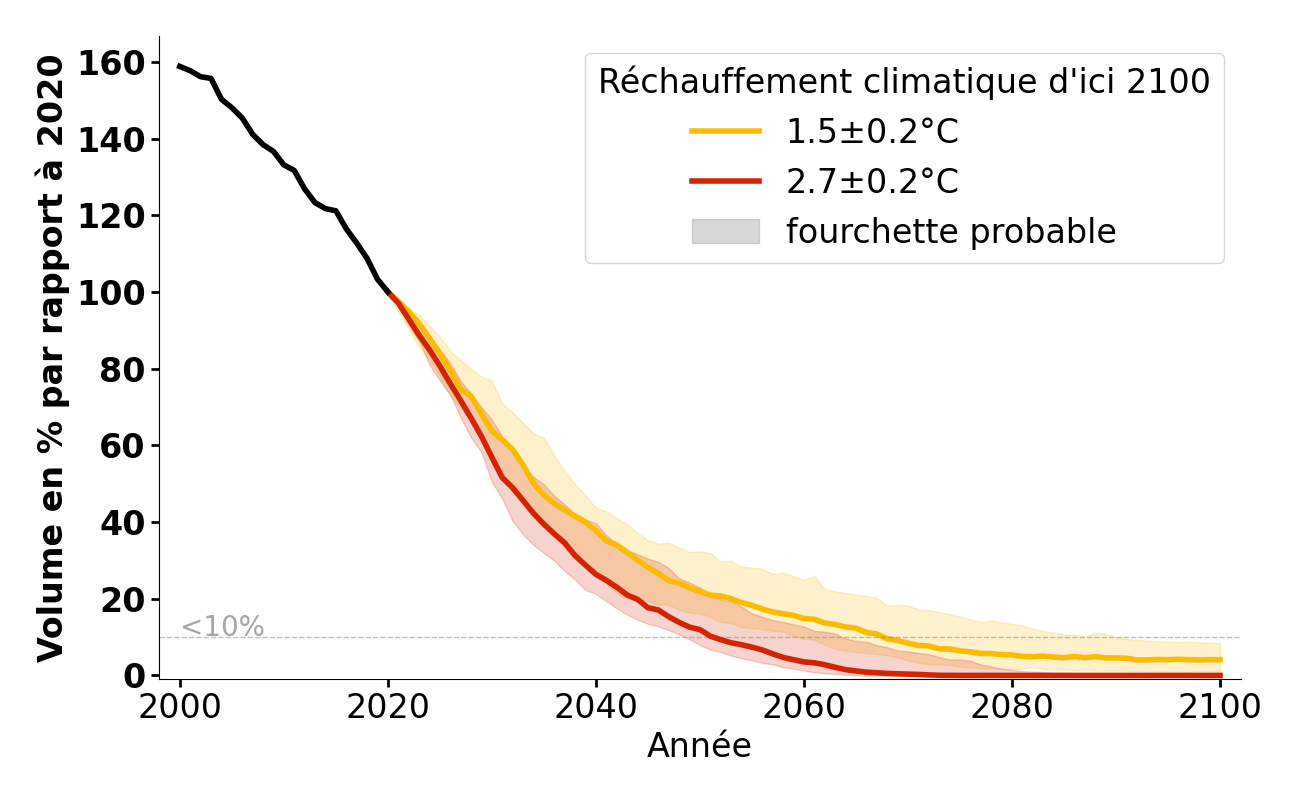 Volume en % par rapport à 2020
160
140
120
100
80
60
40
20
0
<10%
Réchauffement climatique d'ici 2100
1.5±0.2°C
2.7±0.2°C
fourchette probable
2000 2020 2040 2060 2080 2100
Année